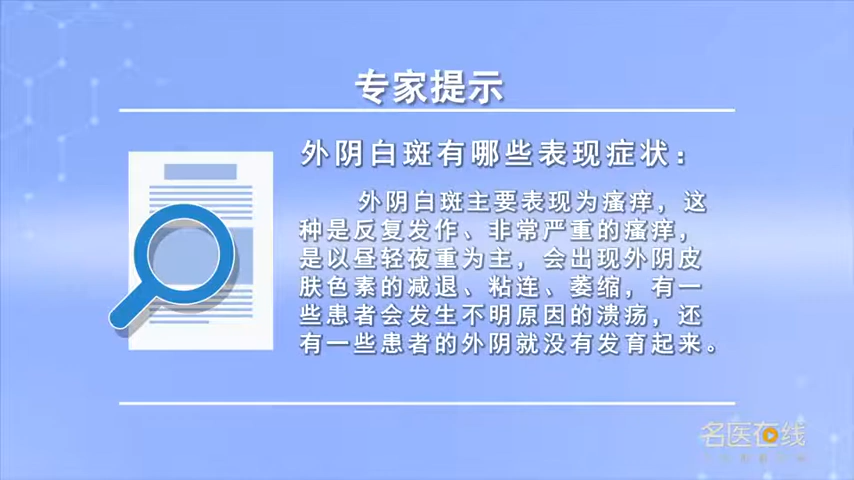 专家提示
外阴白斑有哪些表现症状：
外阴白斑主要表现为瘙痒，这
种是反复发作、非常严重的瘙痒，
是以昼轻夜重为主，会出现外阴皮
肤色素的减退、粘连、萎缩，有一
些患者会发生不明原因的溃疡，还
有一些患者的外阴就没有发育起来。
名医在线